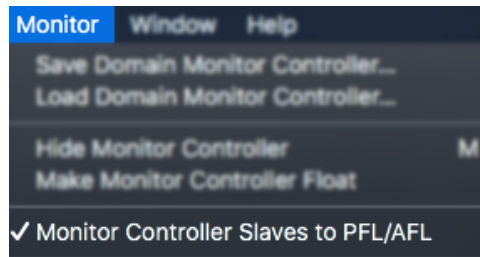 Monitor Window Help
Save Domain Monitor Controller...
Load Domain Monitor Controller...
Hide Monitor Controller M
Make Monitor Controller Float
✓ Monitor Controller Slaves to PFL/AFL